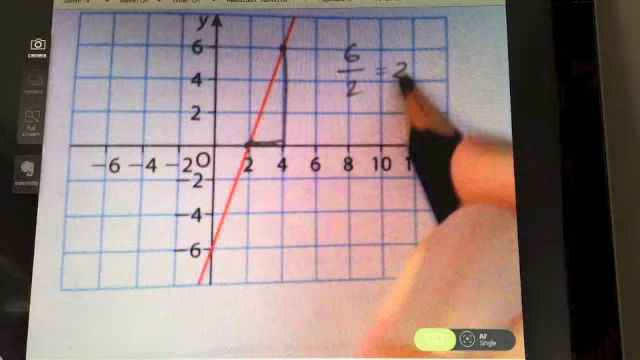 y
6
4
2
-6 -4 -2 O 2 4 6 8 10
-2
-4
-6
6
2
=
camera
full screen
evernote
AF
Single